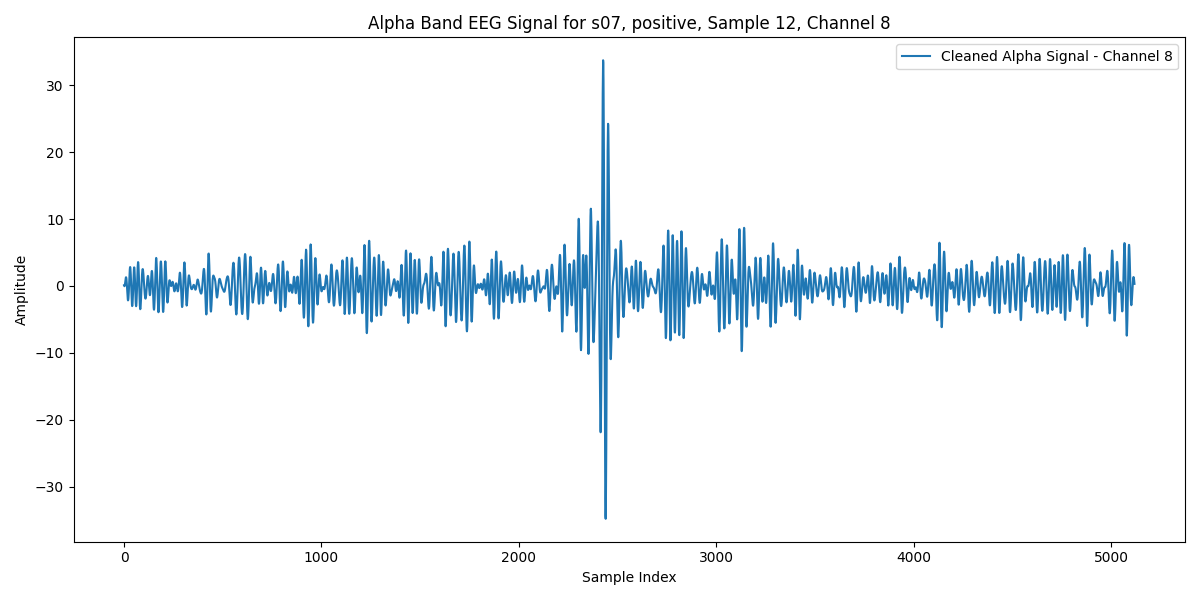 Alpha Band EEG Signal for s07, positive, Sample 12, Channel 8
Cleaned Alpha Signal - Channel 8
Amplitude
30
20
10
0
−10
−20
−30
0 1000 2000 3000 4000 5000
Sample Index